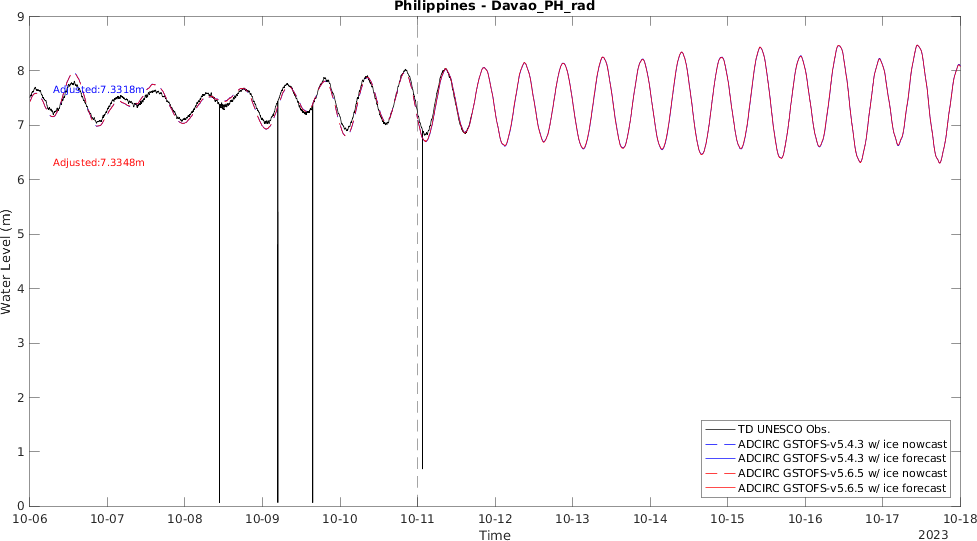 Philippines - Davao_PH_rad
9
8
7
6
5
4
3
2
1
0
Water Level (m)
Adjusted:7.3318m
Adjusted:7.3348m
TD UNESCO Obs.
ADCIRC GSTOFS-v5.4.3 w/ ice nowcast
ADCIRC GSTOFS-v5.4.3 w/ ice forecast
ADCIRC GSTOFS-v5.6.5 w/ ice nowcast
ADCIRC GSTOFS-v5.6.5 w/ ice forecast
10-06 10-07 10-08 10-09 10-10 10-11 10-12 10-13 10-14 10-15 10-16 10-17 10-18
Time
2023